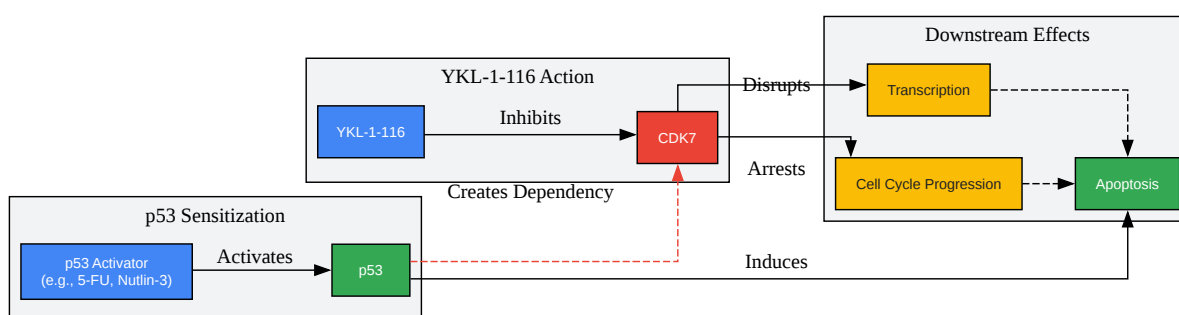 Downstream Effects
YKL-1-116 Action
Disrupts
Transcription
YKL-1-116
Inhibits
CDK7
Arrests
Cell Cycle Progression
Apoptosis
Creates Dependency
p53 Sensitization
p53 Activator
(e.g., 5-FU, Nutlin-3)
Activates
p53
Induces